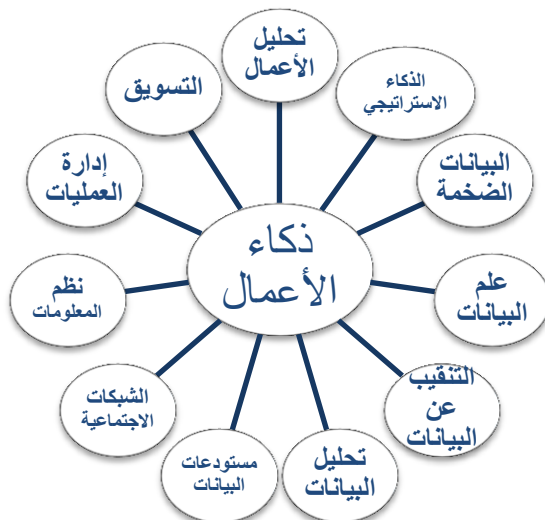 تحليل
الأعمال
الذكاء
الاستراتيجي
البيانات
الضخمة
علم
البيانات
التنقيب
عن
البيانات
تحليل
البيانات
مستودعات
البيانات
الشبكات
الاجتماعية
نظم
المعلومات
إدارة
العمليات
التسويق
ذكاء
الأعمال